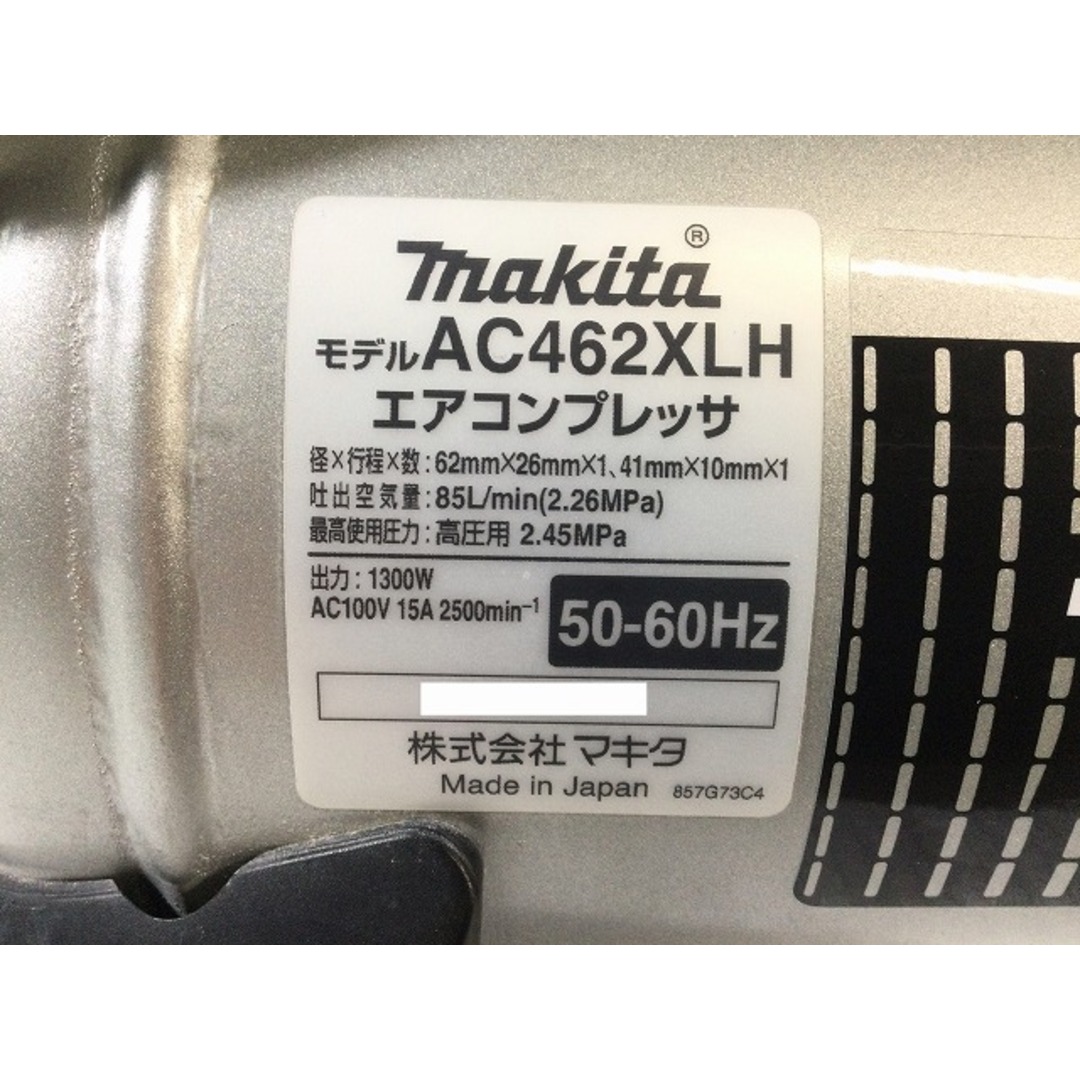 makita®
モデルAC462XLH
エアコンプレッサ
径×行程×数:62mm×26mm×1、41mm×10mm×1
吐出空気量:85L/min(2.26MPa)
最高使用圧力:高圧用 2.45MPa
出力:1300W
AC100V 15A 2500min⁻¹
50-60Hz
株式会社マキタ
Made in Japan 857G73C4